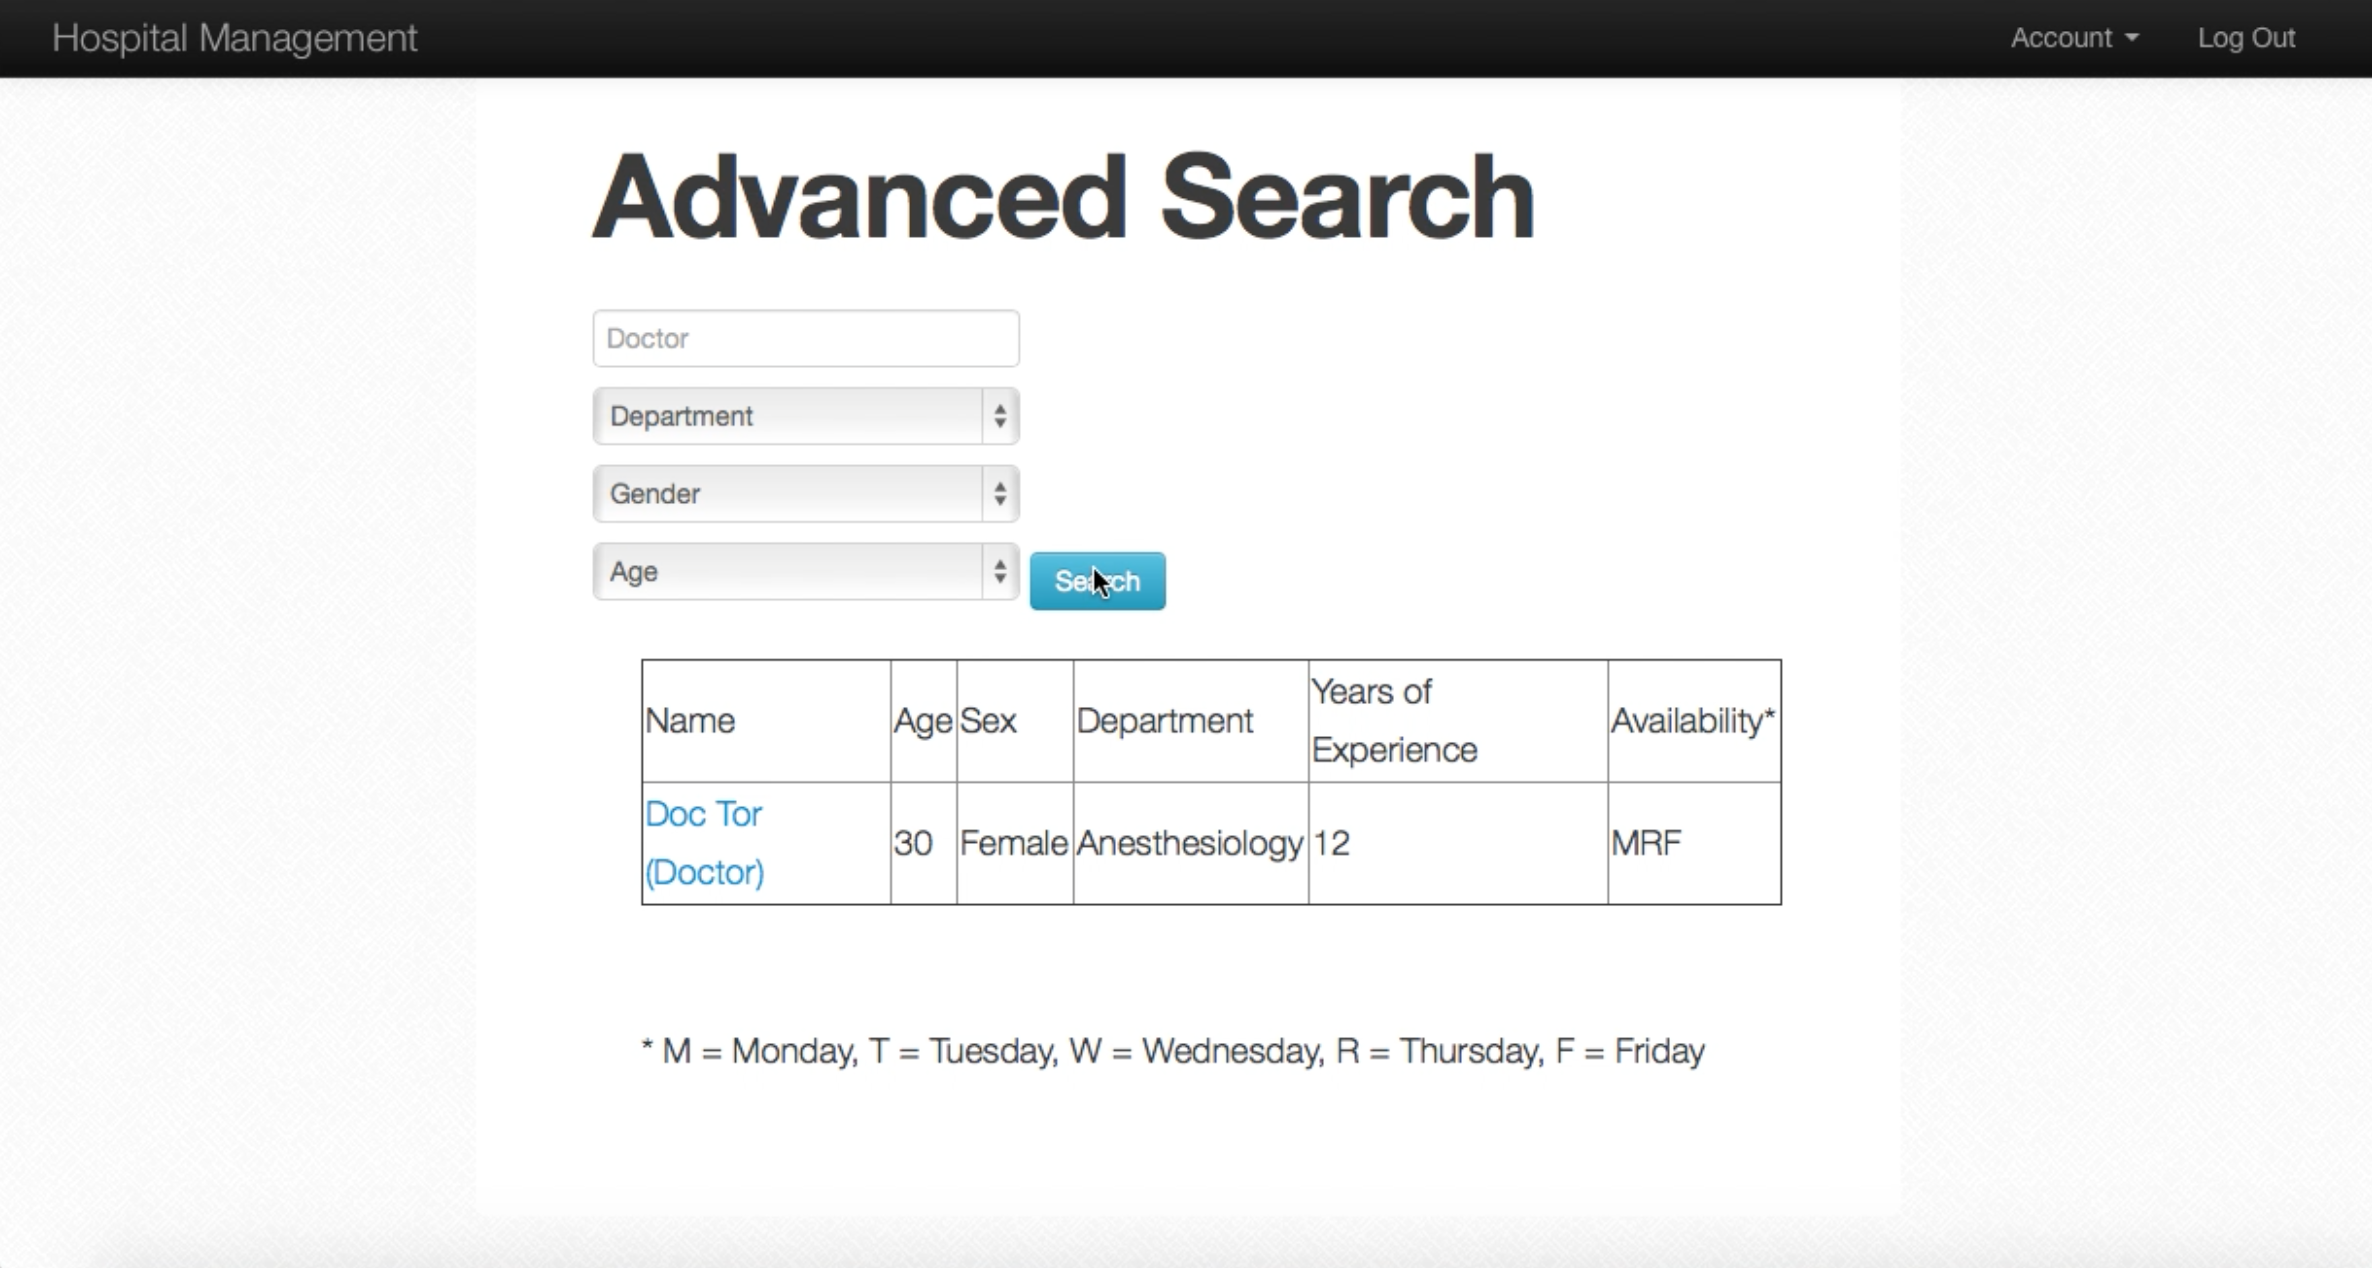 Hospital Management
Account
Log Out
Advanced Search
Doctor
Department
Gender
Age
Search
Name
Age
Sex
Department
Years of
Experience
Availability*
Doc Tor
(Doctor)
30
Female
Anesthesiology
12
MRF
* M = Monday, T = Tuesday, W = Wednesday, R = Thursday, F = Friday